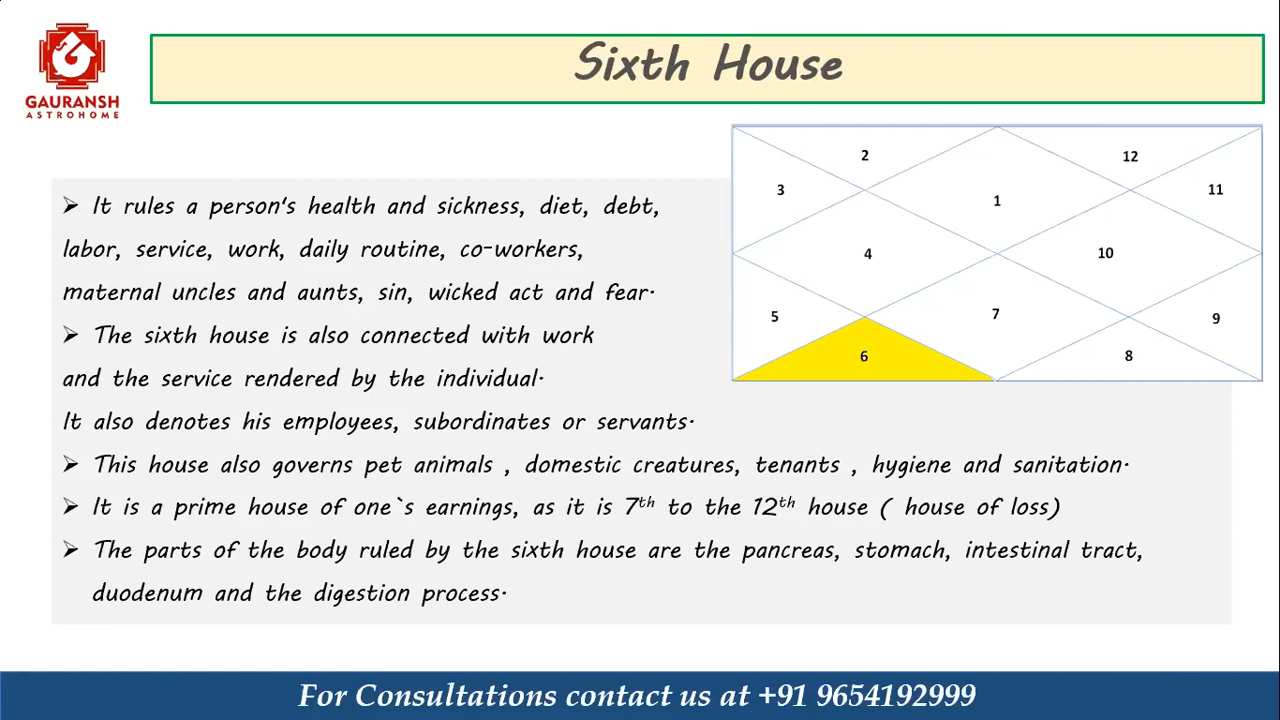 GAURANSH
ASTROHOME
Sixth House
2
12
3
11
1
4
10
5
7
9
6
8
➢ It rules a person's health and sickness, diet, debt,
labor, service, work, daily routine, co-workers,
maternal uncles and aunts, sin, wicked act and fear.
➢ The sixth house is also connected with work
and the service rendered by the individual.
It also denotes his employees, subordinates or servants.
➢ This house also governs pet animals , domestic creatures, tenants , hygiene and sanitation.
➢ It is a prime house of one`s earnings, as it is 7th to the 12th house ( house of loss)
➢ The parts of the body ruled by the sixth house are the pancreas, stomach, intestinal tract,
duodenum and the digestion process.
For Consultations contact us at +91 9654192999